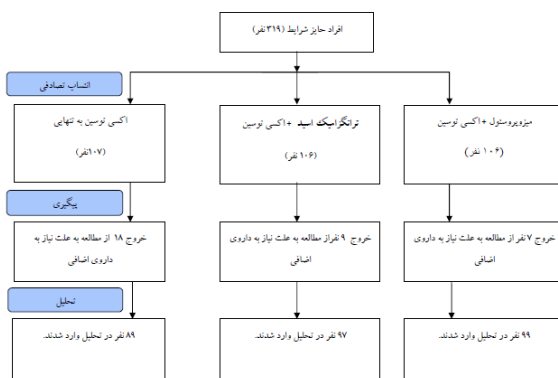 افراد حایز شرایط (۳۱۹نفر)
انتساب تصادفی
میزوپروستول + اکسی توسین
(۱۰۶ نفر)
ترانگزامیک اسید + اکسی توسین
(۱۰۶ نفر)
اکسی توسین به تنهایی
(۱۰۷نفر)
پیگیری
خروج ۷ نفر از مطالعه به علت نیاز به داروی
اضافی
خروج ۹ نفراز مطالعه به علت نیاز به داروی
اضافی
خروج ۱۸ از مطالعه به علت نیاز به
داروی اضافی
تحلیل
۹۹ نفر در تحلیل وارد شدند.
۹۷ نفر در تحلیل وارد شدند.
۸۹ نفر در تحلیل وارد شدند.